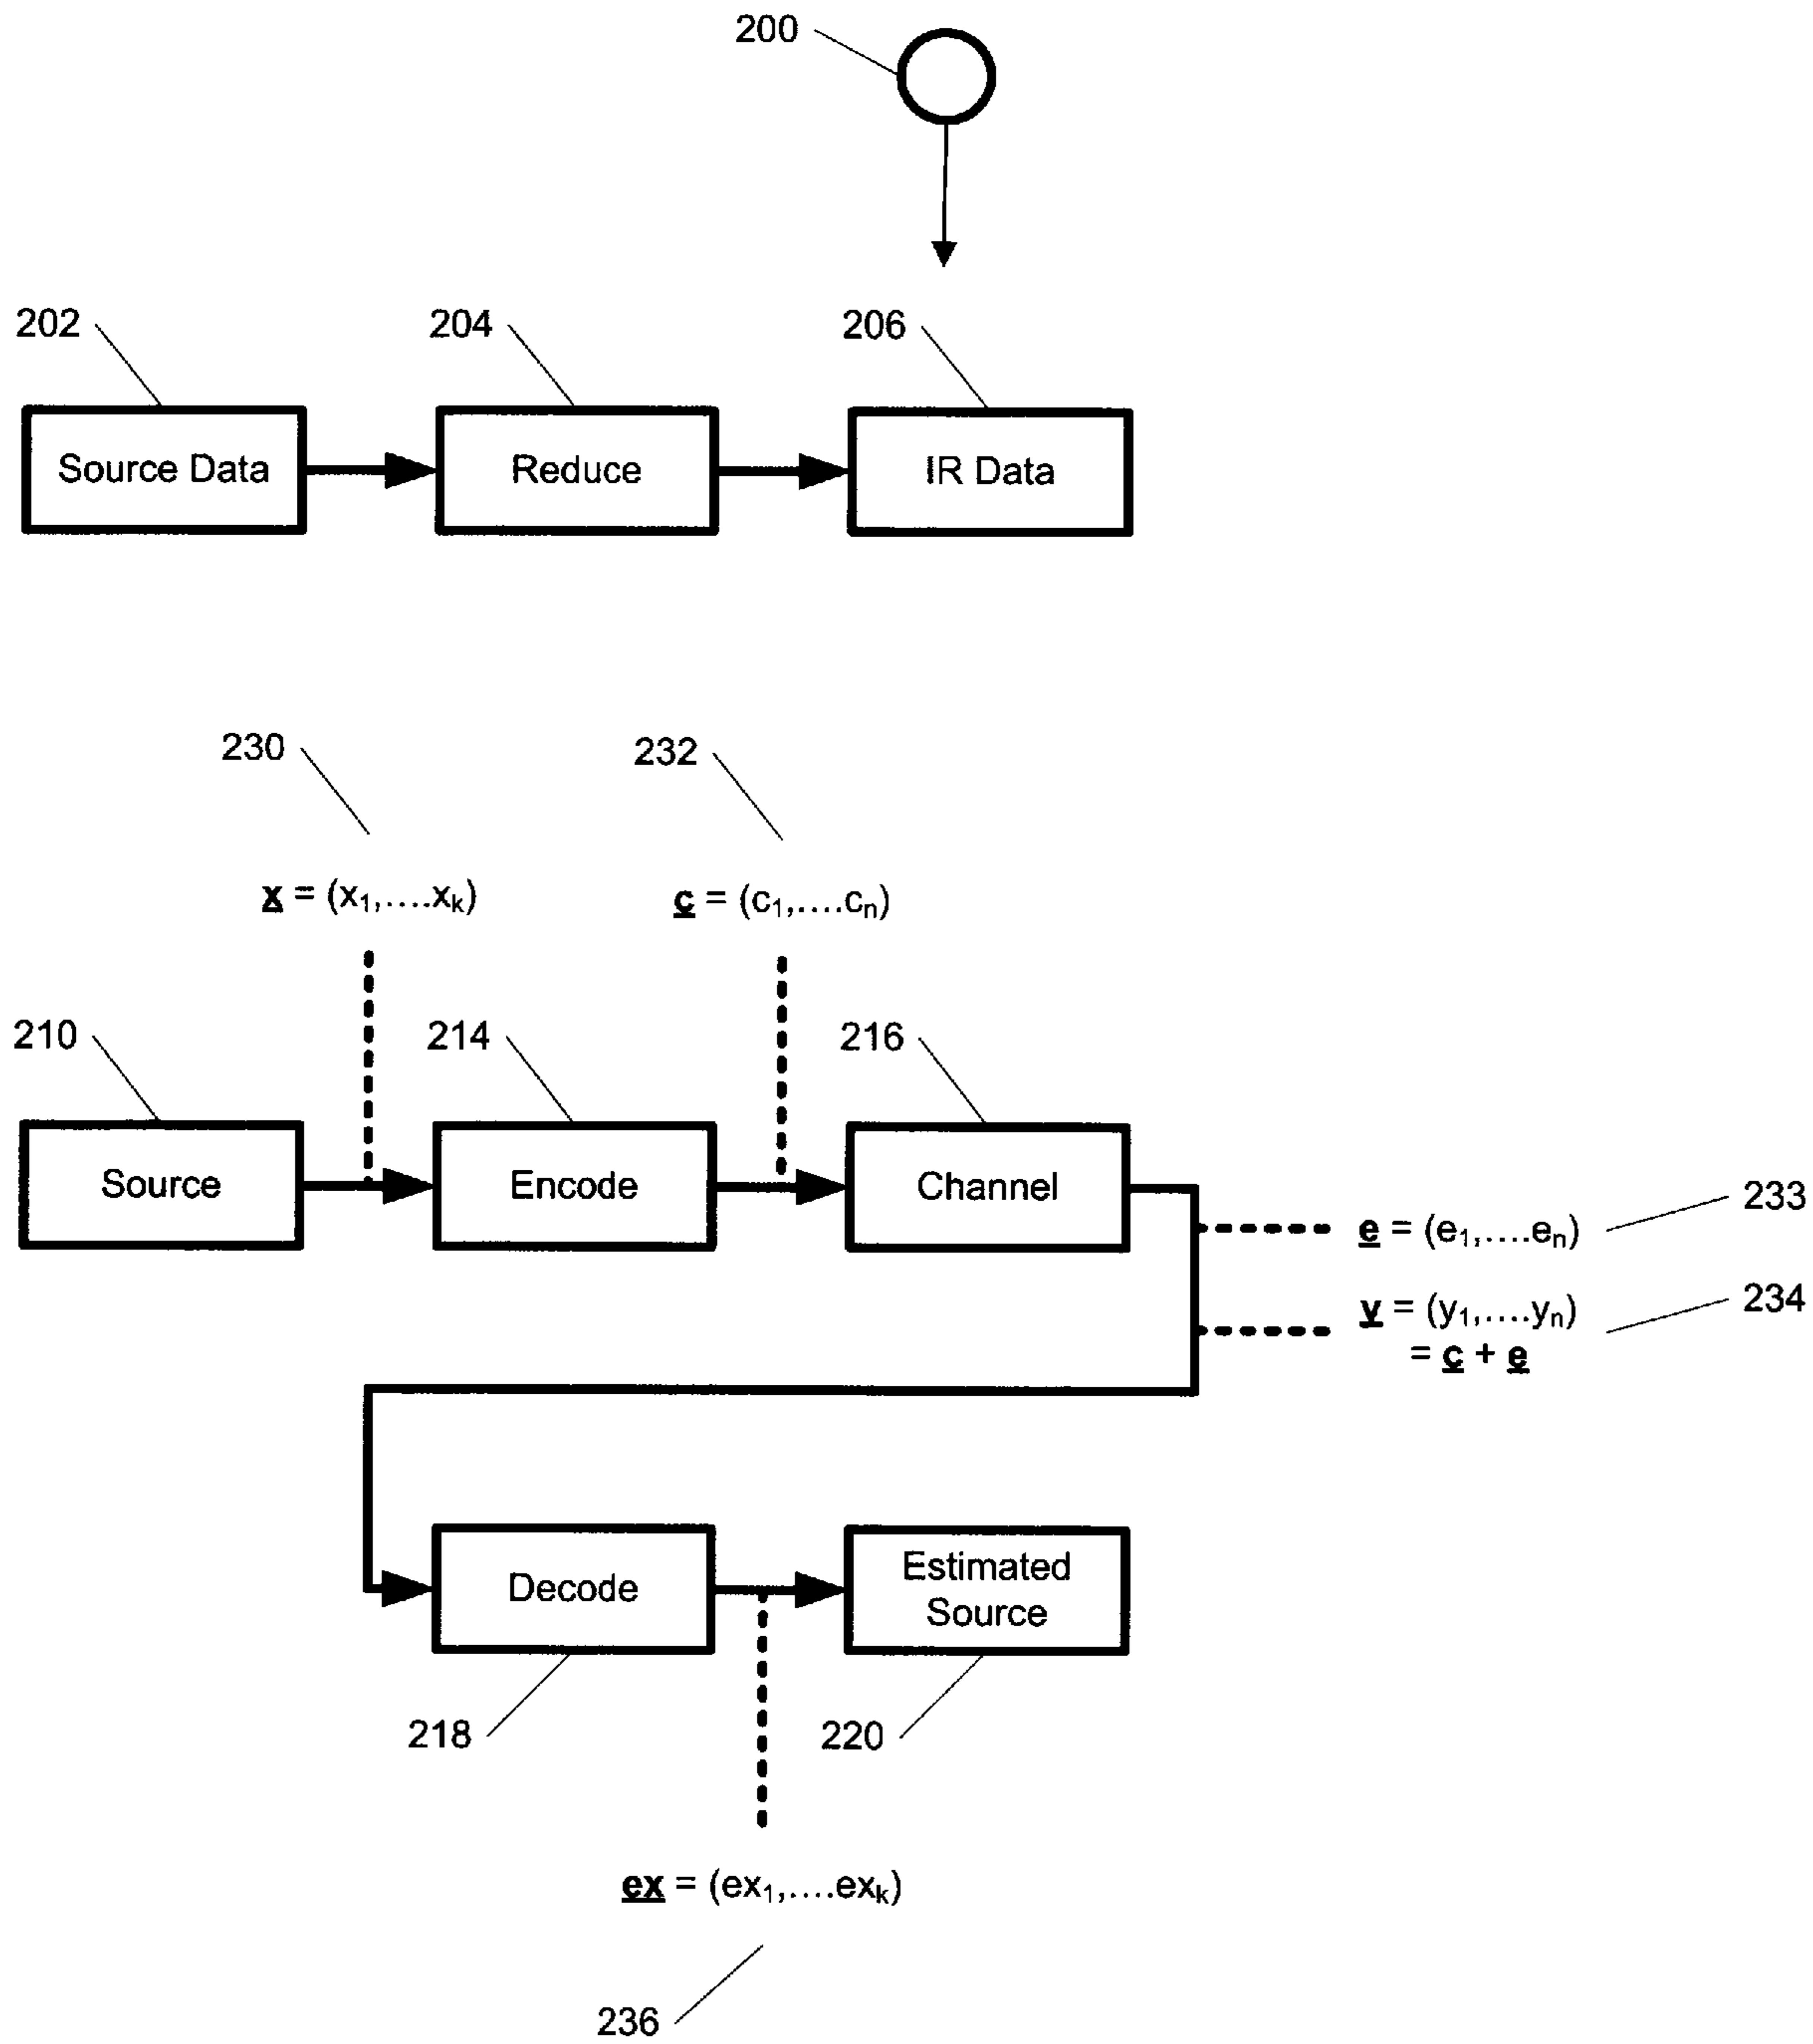 200
202
204
206
Source Data
Reduce
IR Data
230
232
x = (x₁,....xₖ)
c = (c₁,....cₙ)
210
214
216
Source
Encode
Channel
233
e = (e₁,....eₙ)
234
y = (y₁,....yₙ)
= c + e
Decode
Estimated
Source
218
220
ex = (ex₁,....exₖ)
236